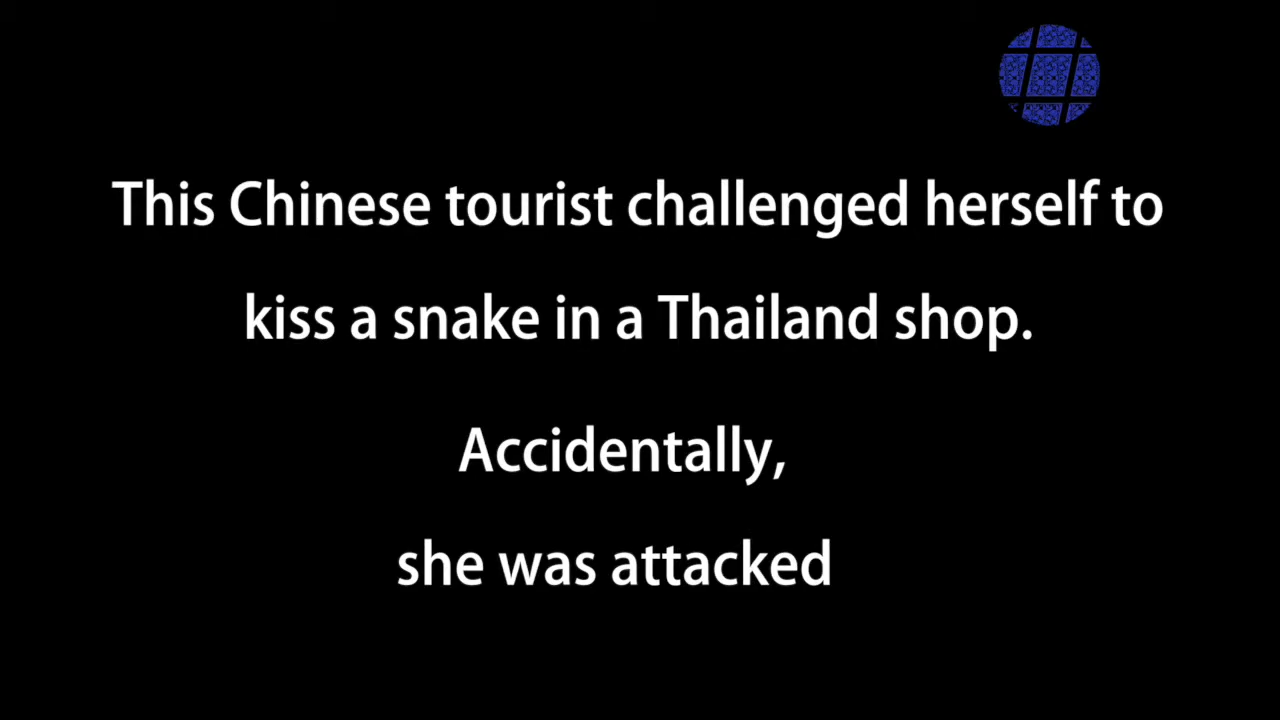 This Chinese tourist challenged herself to
kiss a snake in a Thailand shop.
Accidentally,
she was attacked